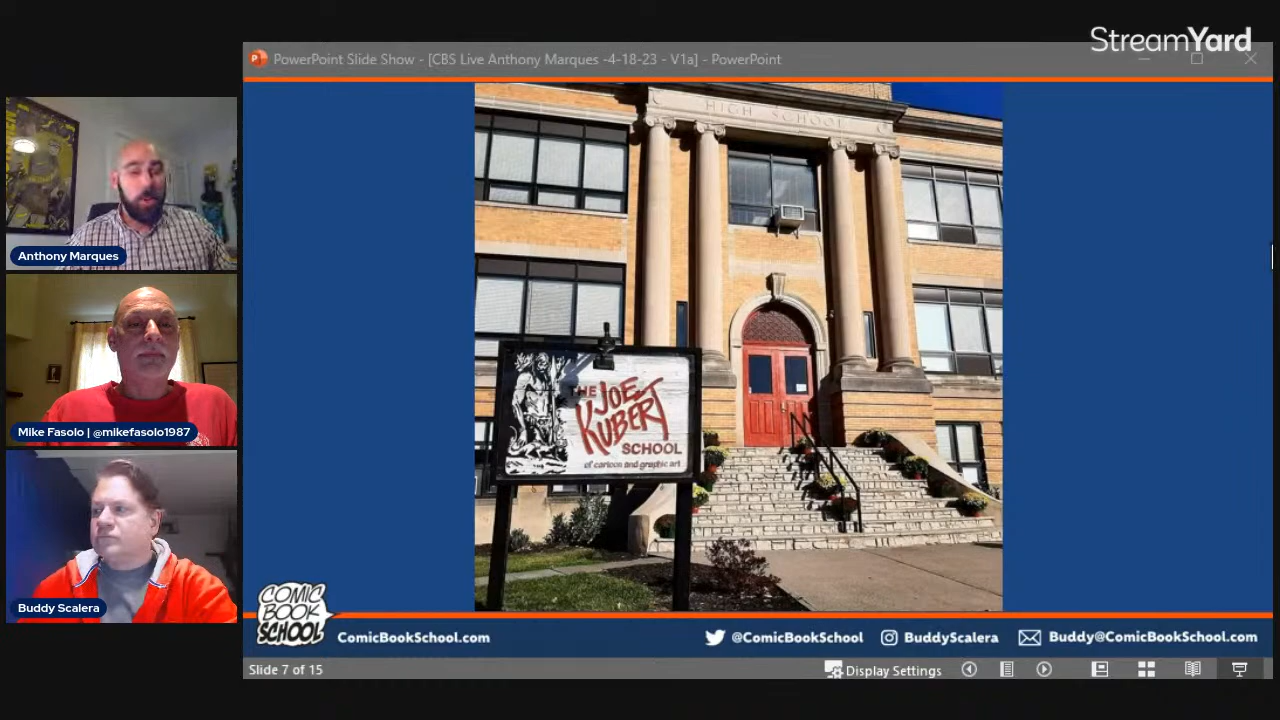 StreamYard
PowerPoint Slide Show - [CBS Live Anthony Marques -4-18-23 - V1a] - PowerPoint
HIGH SCHOOL
Anthony Marques
THE JOE
KUBERT
SCHOOL
of cartoon and graphic art
Mike Fasolo | @mikefasolo1987
Buddy Scalera
COMIC
BOOK
SCHOOL
ComicBookSchool.com
@ComicBookSchool
BuddyScalera
Buddy@ComicBookSchool.com
Slide 7 of 15
Display Settings